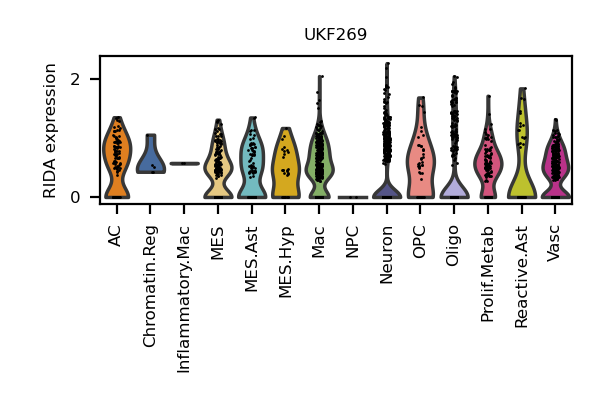 UKF269
RIDA expression
2
0
AC
Chromatin.Reg
Inflammatory.Mac
MES
MES.Ast
MES.Hyp
Mac
NPC
Neuron
OPC
Oligo
Prolif.Metab
Reactive.Ast
Vasc